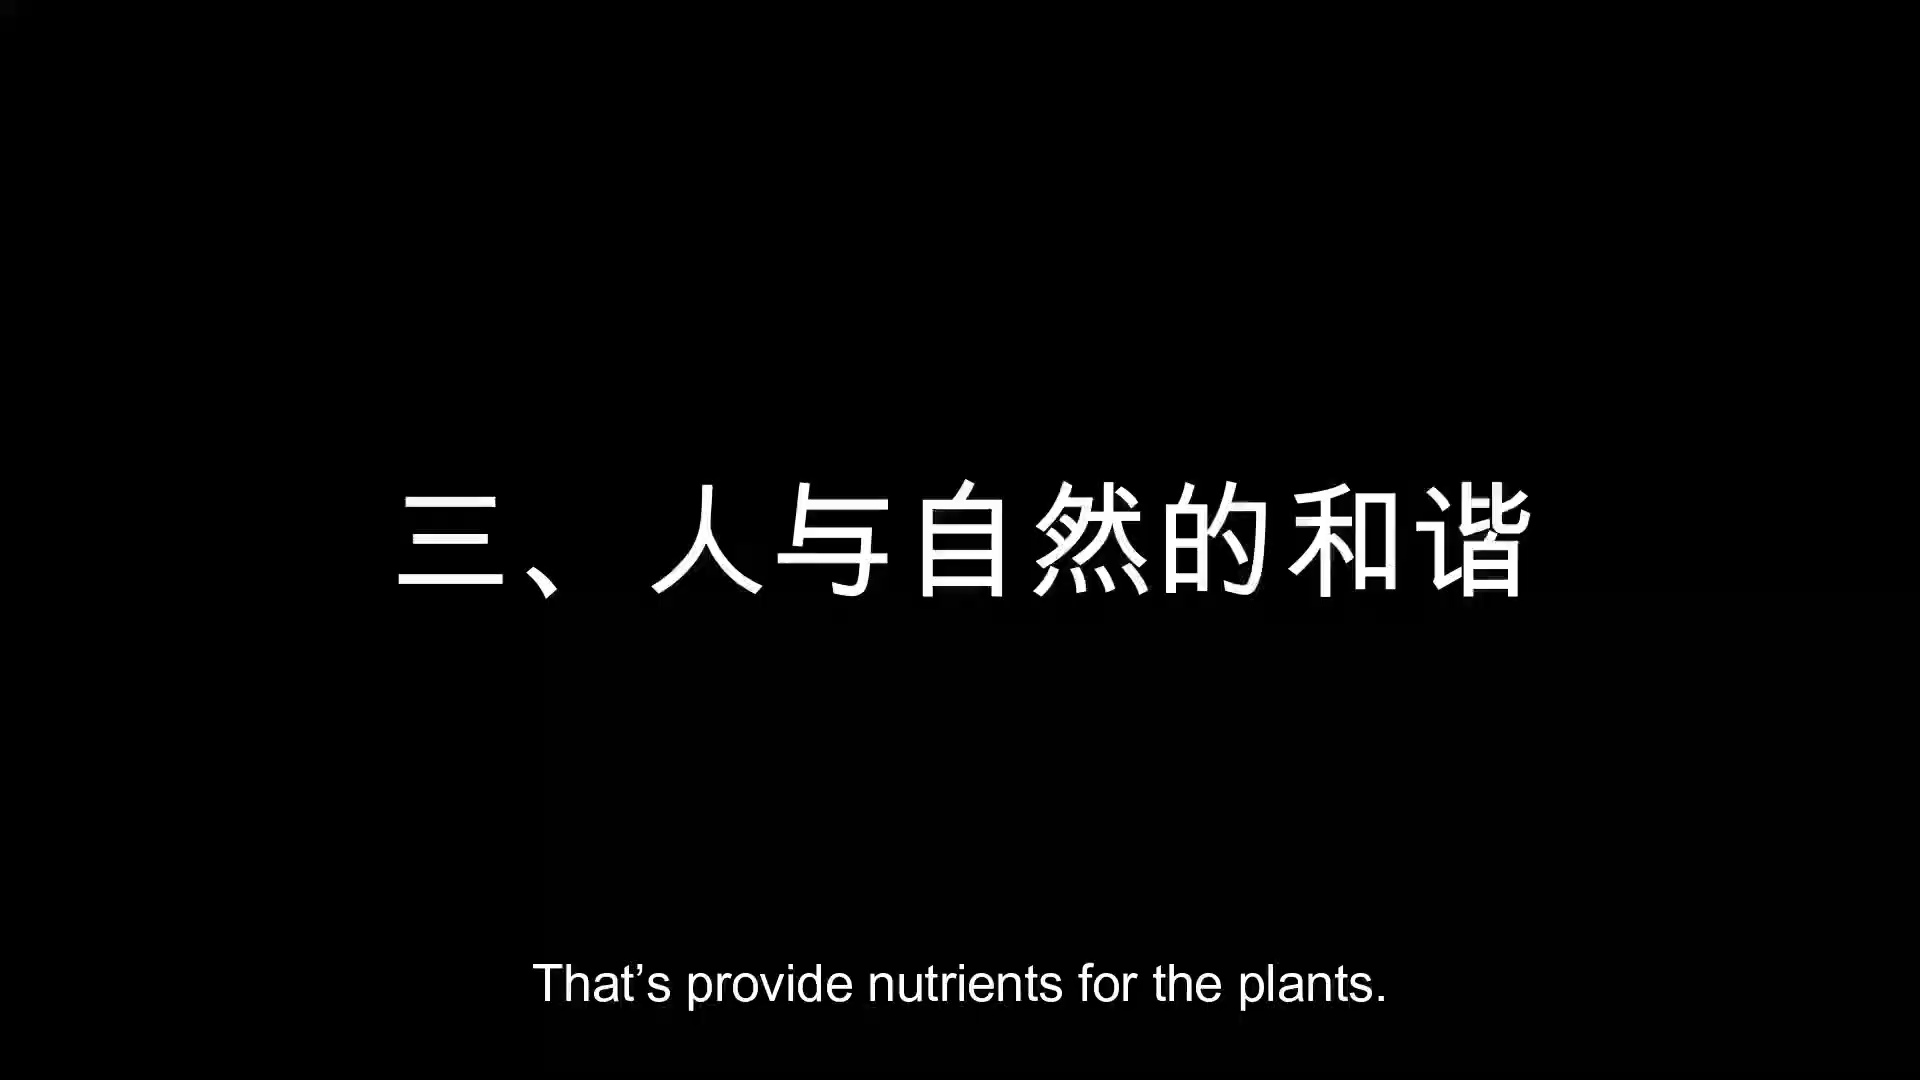 三、人与自然的和谐
That’s provide nutrients for the plants.